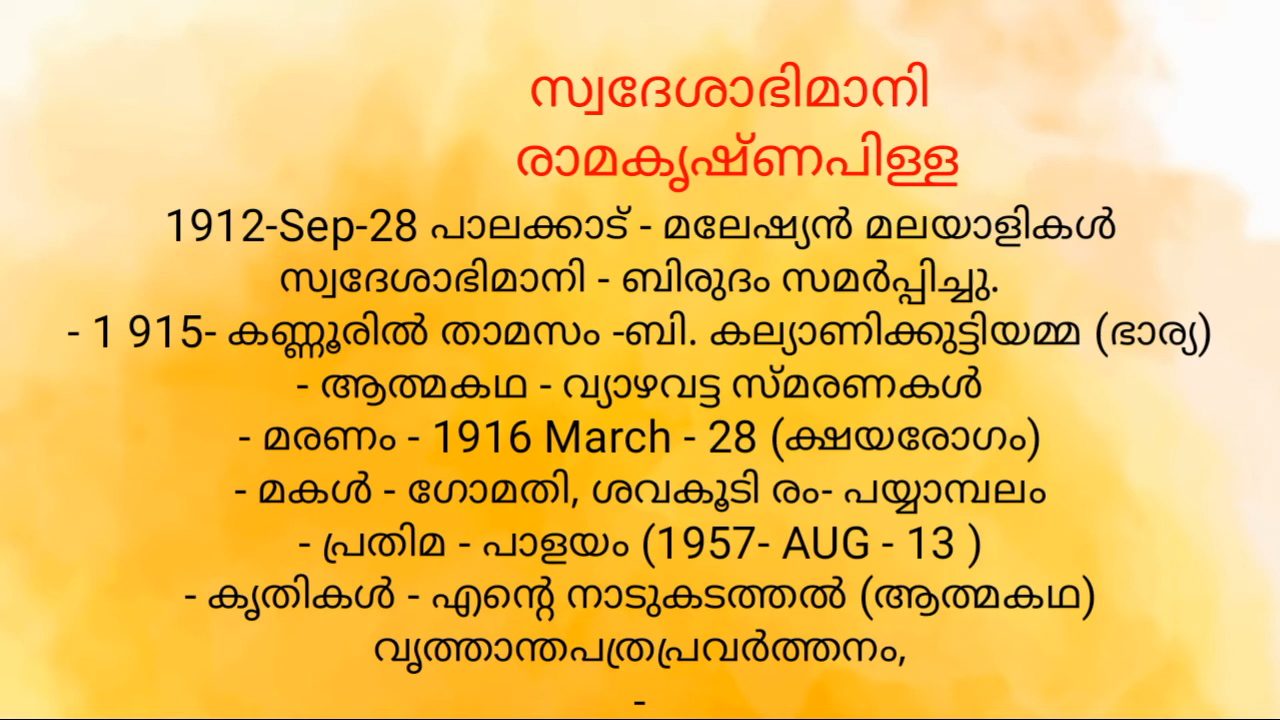 സ്വദേശാഭിമാനി
രാമകൃഷ്ണപിള്ള
1912-Sep-28 പാലക്കാട് - മലേഷ്യൻ മലയാളികൾ
സ്വദേശാഭിമാനി - ബിരുദം സമർപ്പിച്ചു.
- 1 915- കണ്ണൂരിൽ താമസം -ബി. കല്യാണിക്കുട്ടിയമ്മ (ഭാര്യ)
- ആത്മകഥ - വ്യാഴവട്ട സ്മരണകൾ
- മരണം - 1916 March - 28 (ക്ഷയരോഗം)
- മകൾ - ഗോമതി, ശവകൂടി രം- പയ്യാമ്പലം
- പ്രതിമ - പാളയം (1957- AUG - 13 )
- കൃതികൾ - എന്റെ നാടുകടത്തൽ (ആത്മകഥ)
വൃത്താന്തപത്രപ്രവർത്തനം,
-